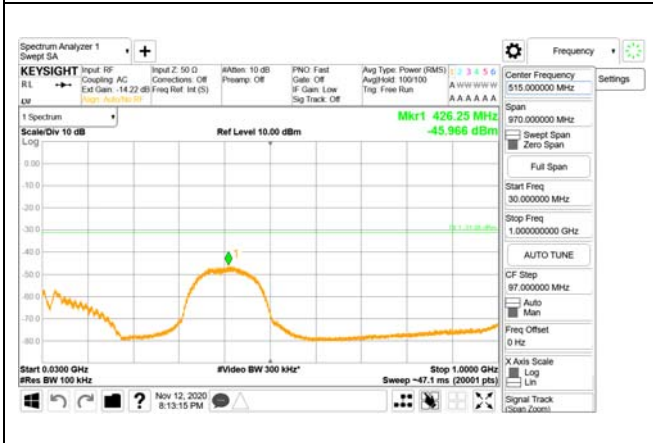 Spectrum Analyzer 1
Swept SA
+
Frequency
KEYSIGHT
Input: RF
Input Z: 50 Ω
#Atten: 10 dB
PNO: Fast
Avg Type: Power (RMS)
1 2 3 4 5 6
RL
Coupling: AC
Corrections: Off
Preamp: Off
Gate: Off
Avg|Hold: 100/100
A W W W W W
Ext Gain: -14.22 dB
Freq Ref: Int (S)
IF Gain: Low
Trig: Free Run
Align: Auto/No RF
Sig Track: Off
A A A A A A
1 Spectrum
Mkr1 426.25 MHz
Scale/Div 10 dB
Ref Level 10.00 dBm
-45.966 dBm
Log
0.00
-10.0
-20.0
-30.0
-40.0
1
-50.0
-60.0
-70.0
-80.0
Start 0.0300 GHz
#Video BW 300 kHz*
Stop 1.0000 GHz
#Res BW 100 kHz
Sweep ~47.1 ms (20001 pts)
?
Nov 12, 2020
8:13:15 PM
Center Frequency
515.000000 MHz
Settings
Span
970.000000 MHz
Swept Span
Zero Span
Full Span
Start Freq
30.000000 MHz
Stop Freq
1.000000000 GHz
AUTO TUNE
CF Step
97.000000 MHz
Auto
Man
Freq Offset
0 Hz
X Axis Scale
Log
Lin
Signal Track
(Span Zoom)